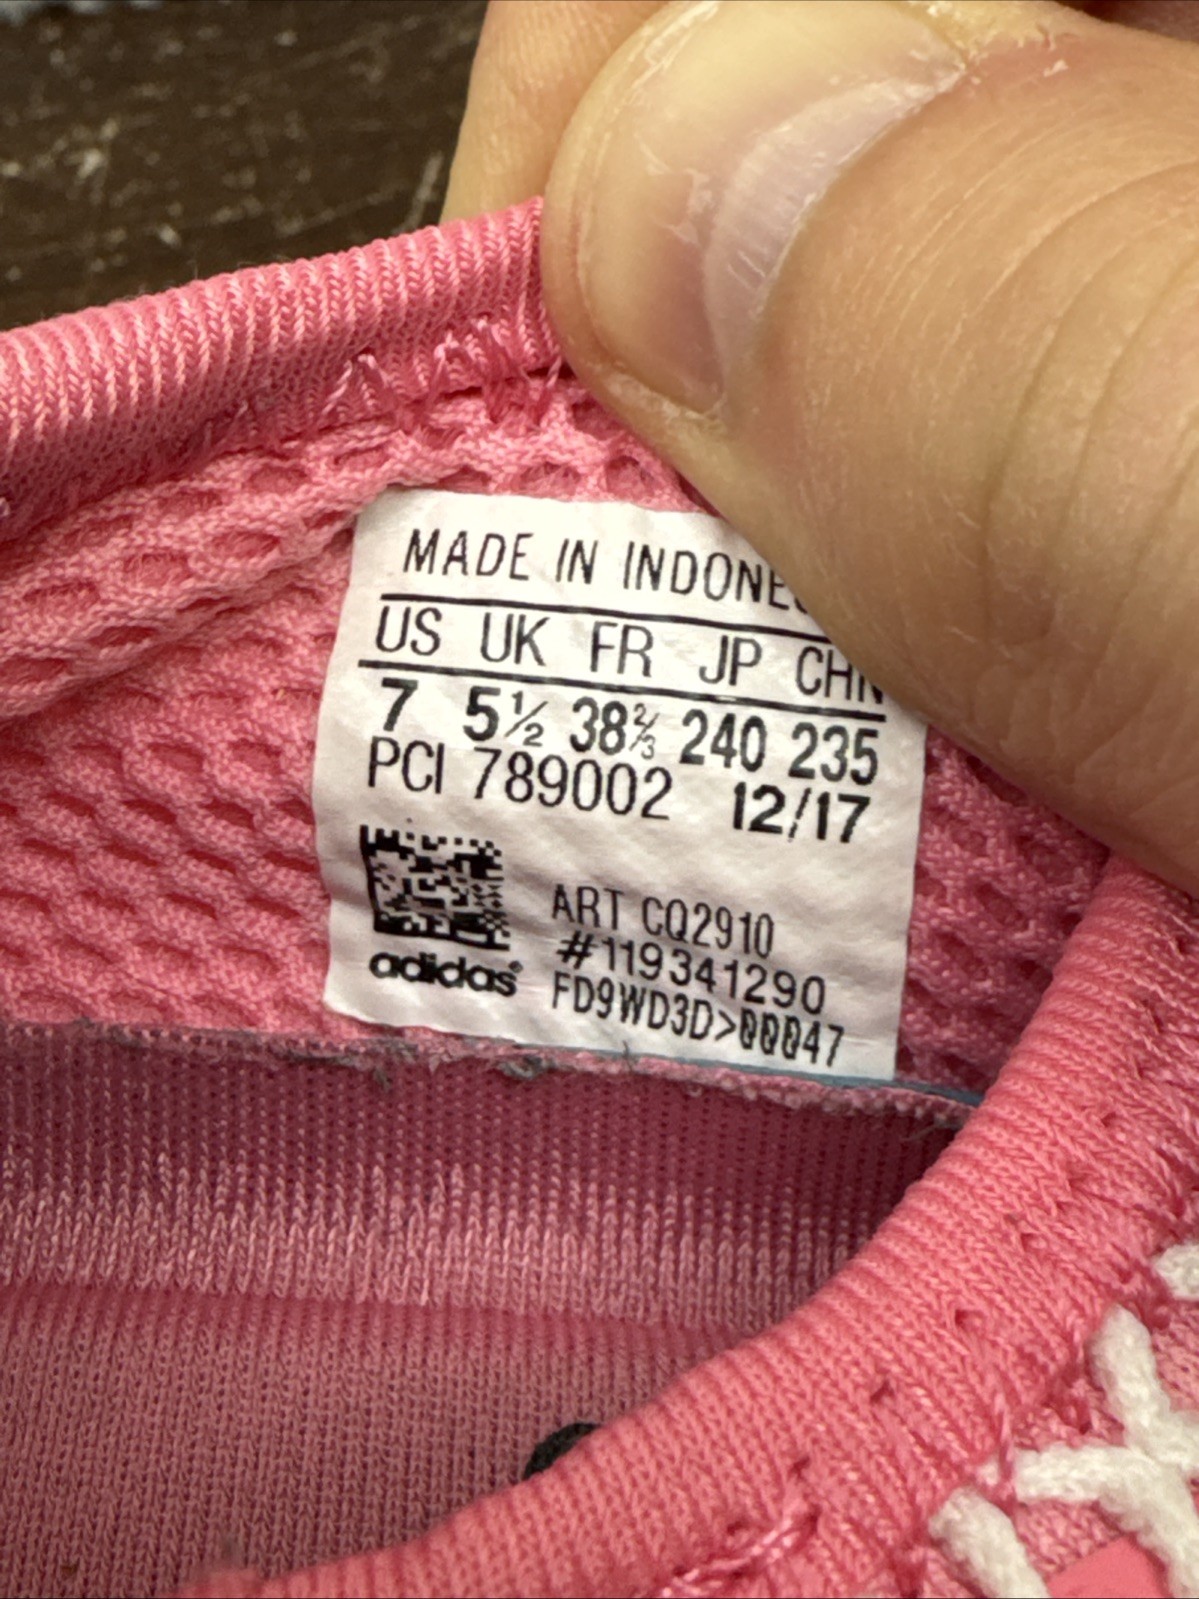 MADE IN INDONES
US UK FR JP CHN
7 5½ 38⅔ 240 235
PCI 789002 12/17
ART CQ2910
#119341290
FD9WD3D>00047
adidas